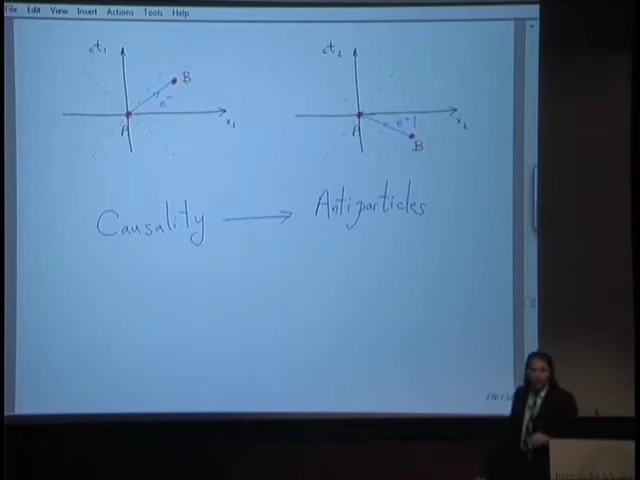 File Edit View Insert Actions Tools Help
ct₁ ct₂
B
e⁻ e⁺!
A x₁ A x₂
B
Causality → Antiparticles